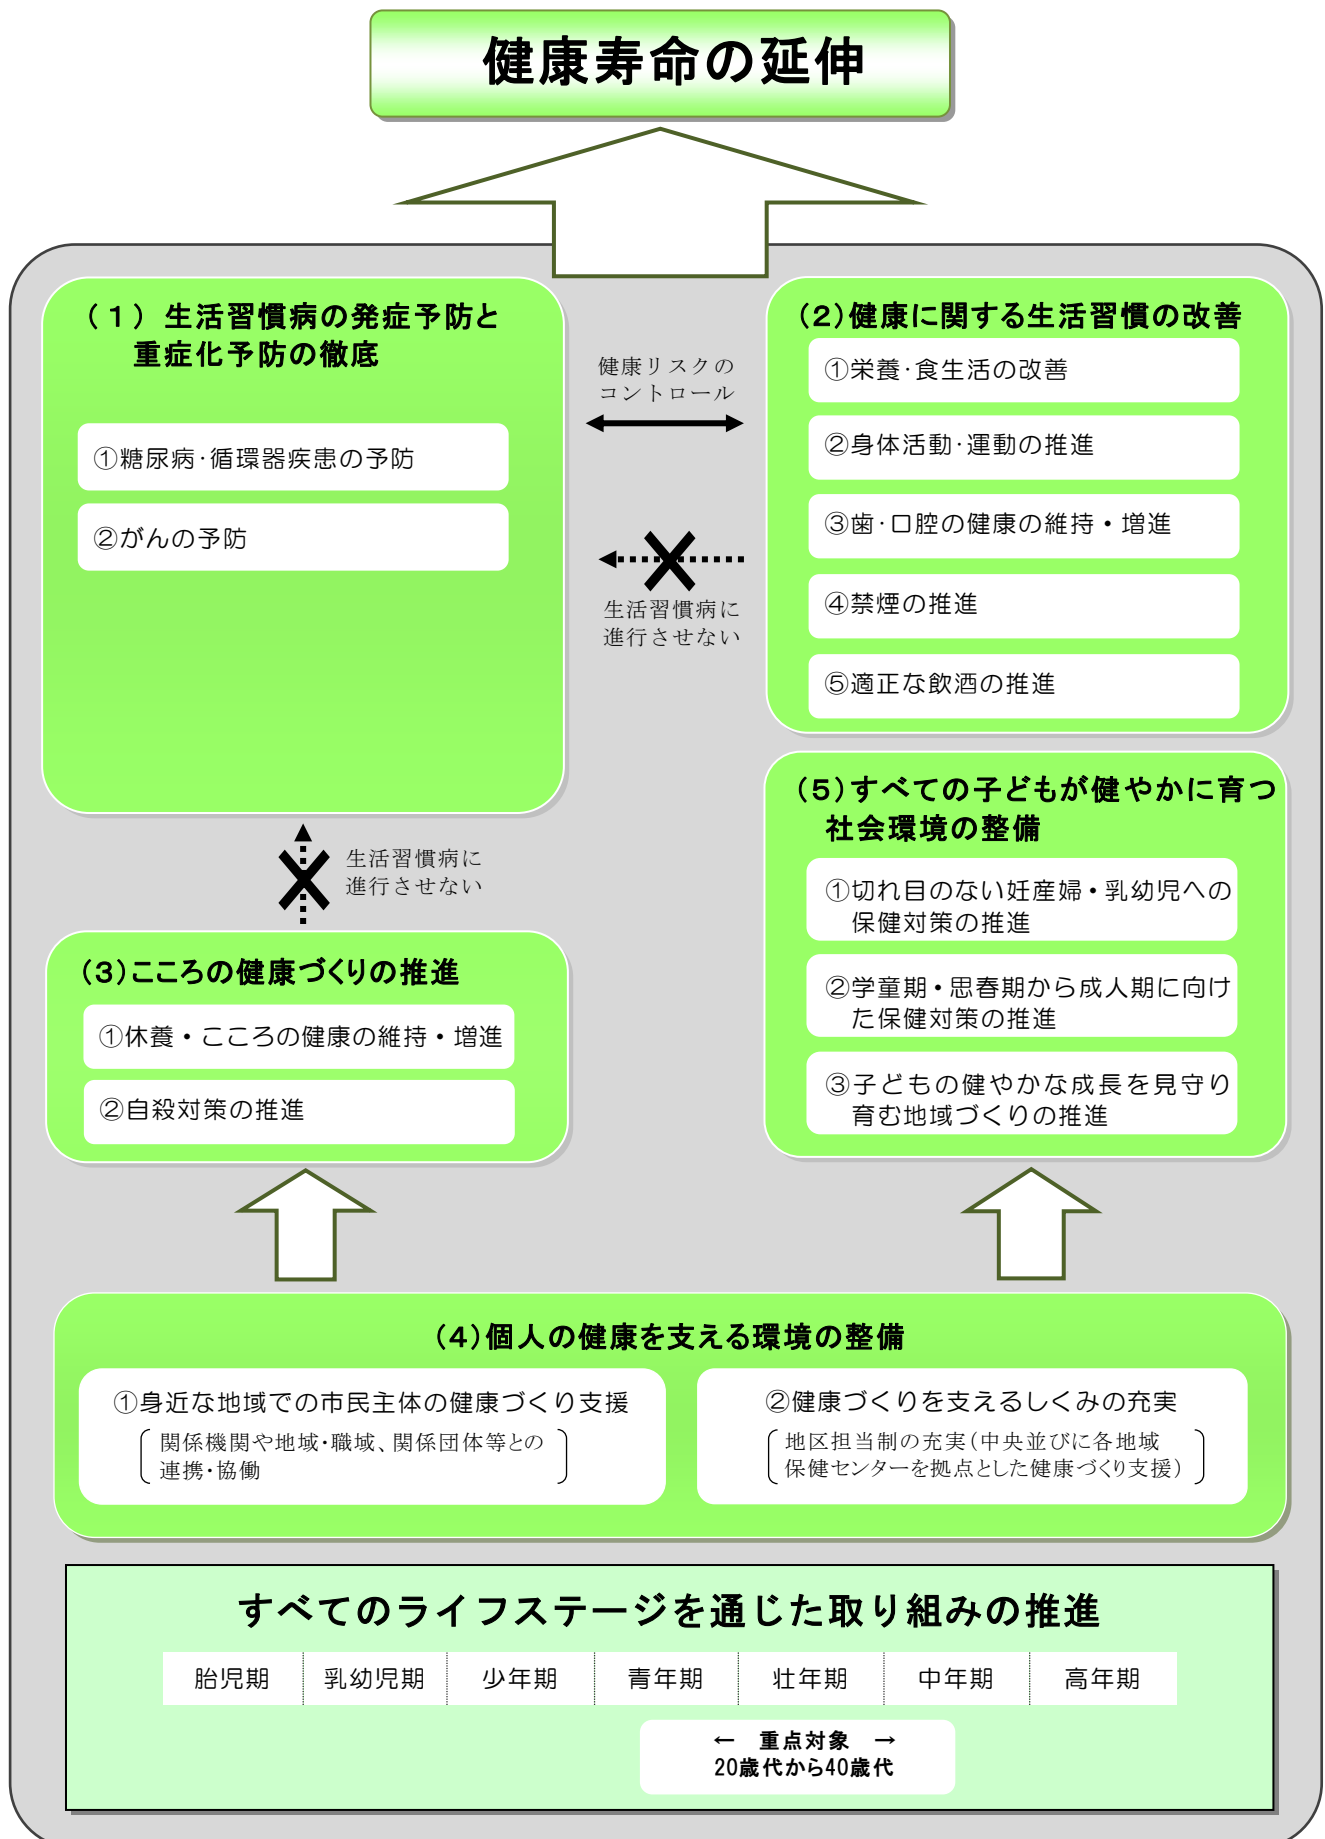 健康寿命の延伸
（１）生活習慣病の発症予防と
重症化予防の徹底
①糖尿病・循環器疾患の予防
②がんの予防
健康リスクの
コントロール
生活習慣病に
進行させない
（２）健康に関する生活習慣の改善
①栄養・食生活の改善
②身体活動・運動の推進
③歯・口腔の健康の維持・増進
④禁煙の推進
⑤適正な飲酒の推進
生活習慣病に
進行させない
（３）こころの健康づくりの推進
①休養・こころの健康の維持・増進
②自殺対策の推進
（５）すべての子どもが健やかに育つ
社会環境の整備
①切れ目のない妊産婦・乳幼児への
保健対策の推進
②学童期・思春期から成人期に向け
た保健対策の推進
③子どもの健やかな成長を見守り
育む地域づくりの推進
（４）個人の健康を支える環境の整備
①身近な地域での市民主体の健康づくり支援
関係機関や地域・職域、関係団体等との
連携・協働
②健康づくりを支えるしくみの充実
地区担当制の充実（中央並びに各地域
保健センターを拠点とした健康づくり支援）
すべてのライフステージを通じた取り組みの推進
胎児期 乳幼児期 少年期 青年期 壮年期 中年期 高年期
← 重点対象 →
20歳代から40歳代